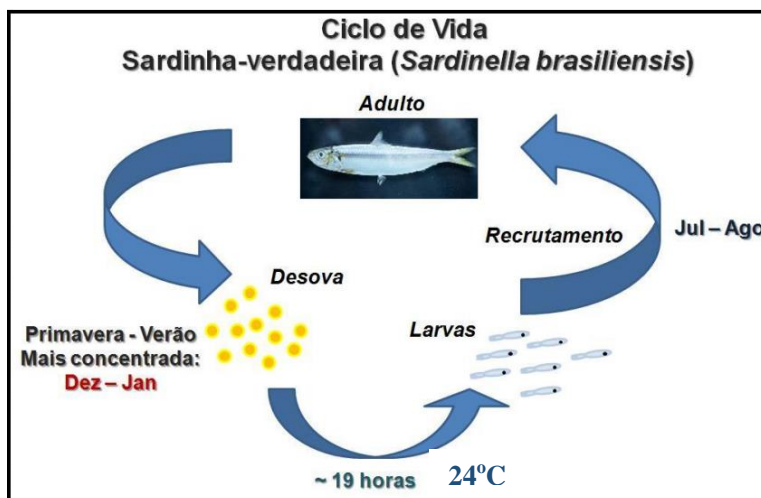 Ciclo de Vida
Sardinha-verdadeira (Sardinella brasiliensis)
Adulto
Recrutamento
Jul – Ago
Desova
Primavera - Verão
Mais concentrada:
Dez – Jan
Larvas
~ 19 horas
24ºC